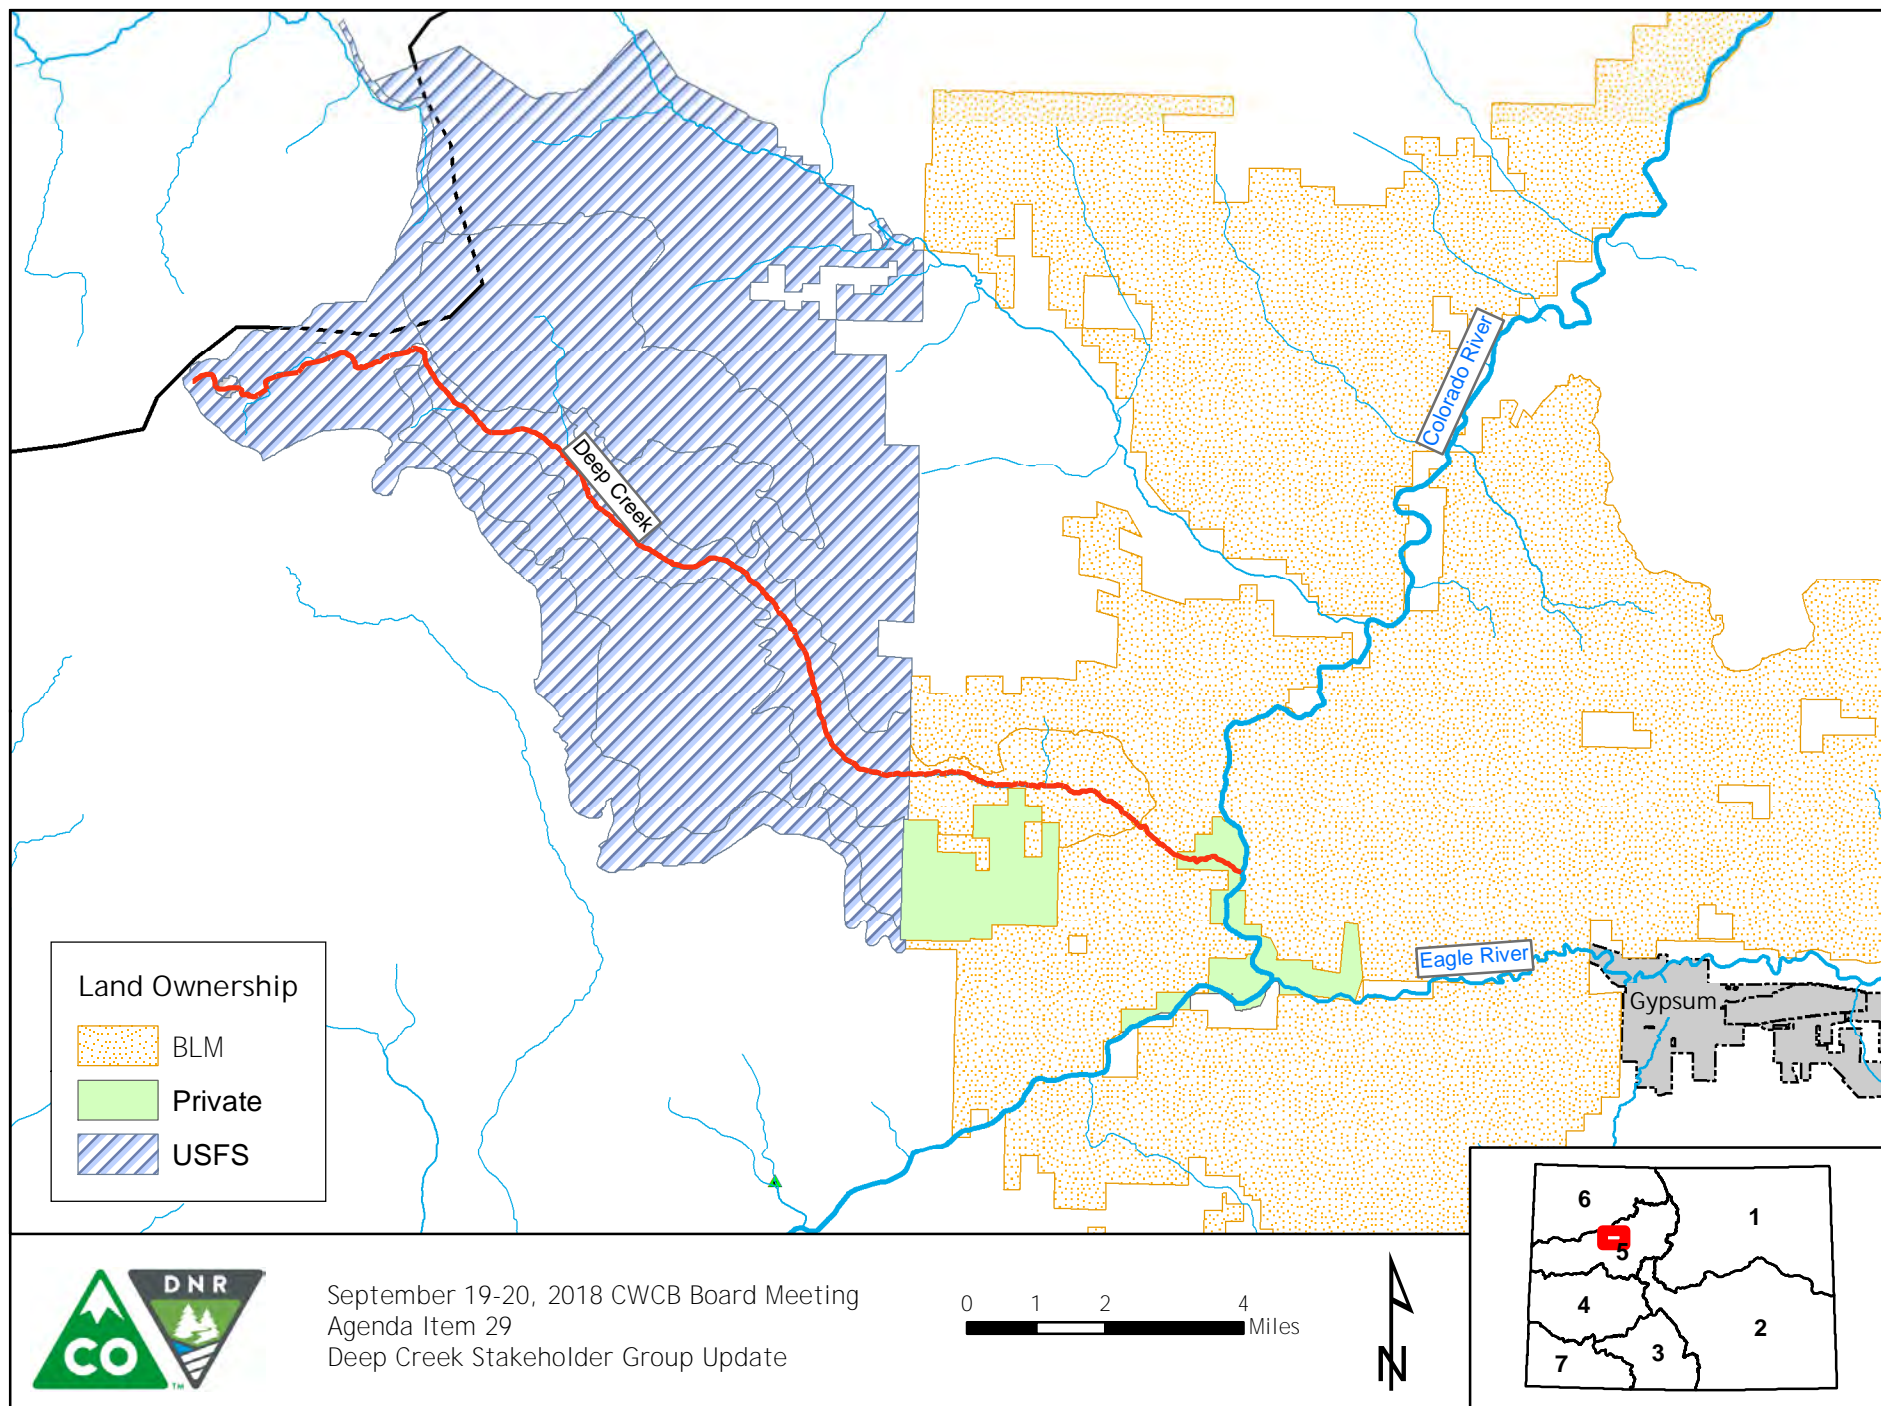 Colorado River
Deep Creek
Eagle River
Gypsum
Land Ownership
BLM
Private
USFS
CO
TM
DNR
September 19-20, 2018 CWCB Board Meeting
Agenda Item 29
Deep Creek Stakeholder Group Update
0 1 2 4
Miles
N
6
1
5
4
2
3
7